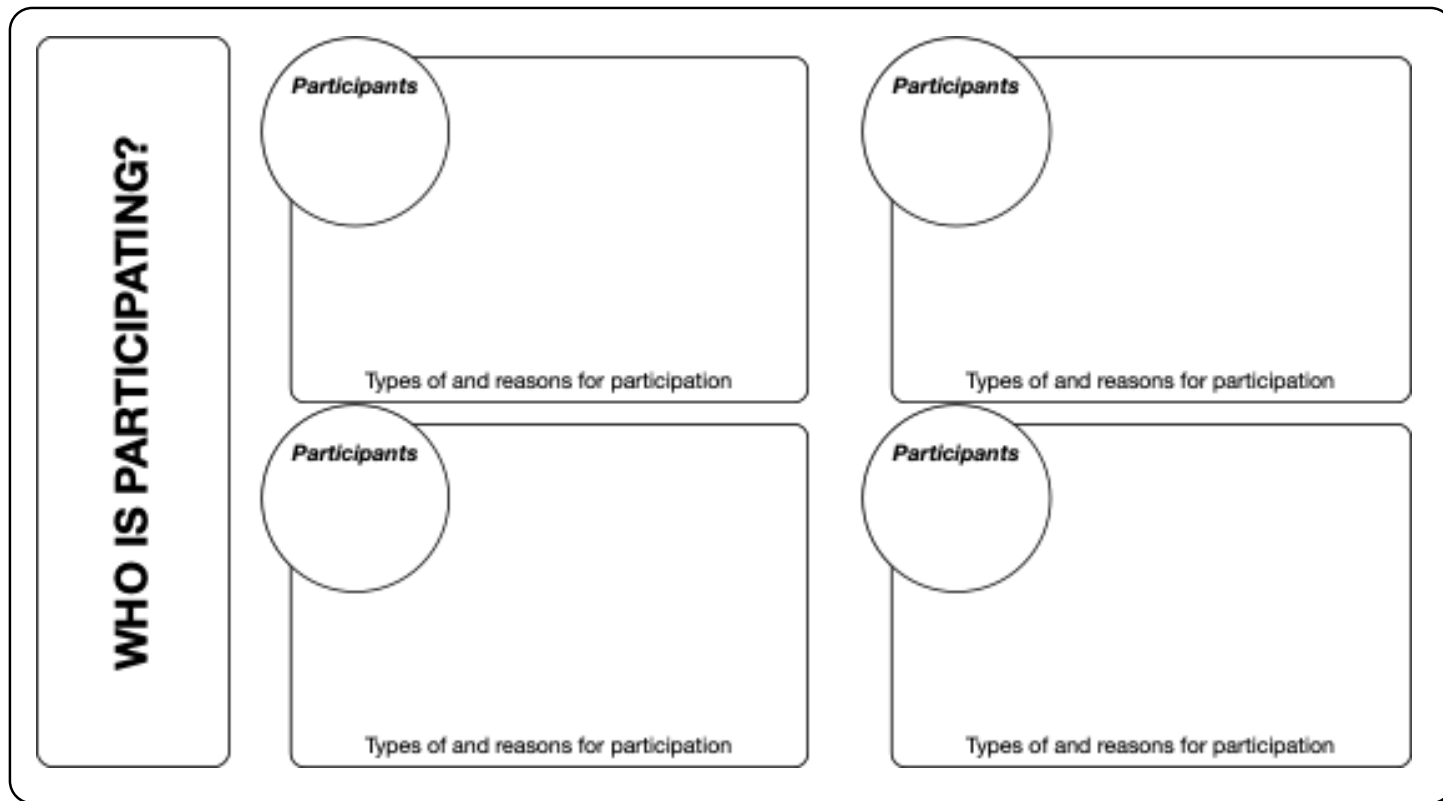 WHO IS PARTICIPATING?
Participants
Types of and reasons for participation
Participants
Types of and reasons for participation
Participants
Types of and reasons for participation
Participants
Types of and reasons for participation